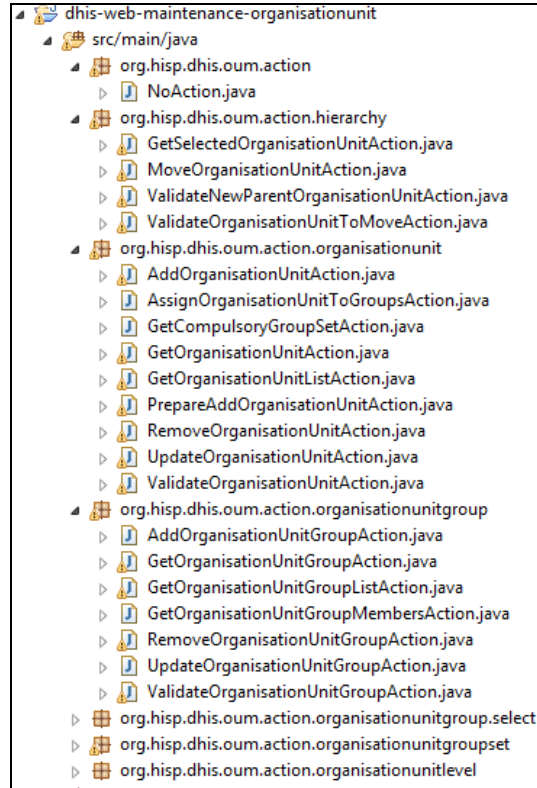 dhis-web-maintenance-organisationunit
src/main/java
org.hisp.dhis.oum.action
NoAction.java
org.hisp.dhis.oum.action.hierarchy
GetSelectedOrganisationUnitAction.java
MoveOrganisationUnitAction.java
ValidateNewParentOrganisationUnitAction.java
ValidateOrganisationUnitToMoveAction.java
org.hisp.dhis.oum.action.organisationunit
AddOrganisationUnitAction.java
AssignOrganisationUnitToGroupsAction.java
GetCompulsoryGroupSetAction.java
GetOrganisationUnitAction.java
GetOrganisationUnitListAction.java
PrepareAddOrganisationUnitAction.java
RemoveOrganisationUnitAction.java
UpdateOrganisationUnitAction.java
ValidateOrganisationUnitAction.java
org.hisp.dhis.oum.action.organisationunitgroup
AddOrganisationUnitGroupAction.java
GetOrganisationUnitGroupAction.java
GetOrganisationUnitGroupListAction.java
GetOrganisationUnitGroupMembersAction.java
RemoveOrganisationUnitGroupAction.java
UpdateOrganisationUnitGroupAction.java
ValidateOrganisationUnitGroupAction.java
org.hisp.dhis.oum.action.organisationunitgroup.select
org.hisp.dhis.oum.action.organisationunitgroupset
org.hisp.dhis.oum.action.organisationunitlevel